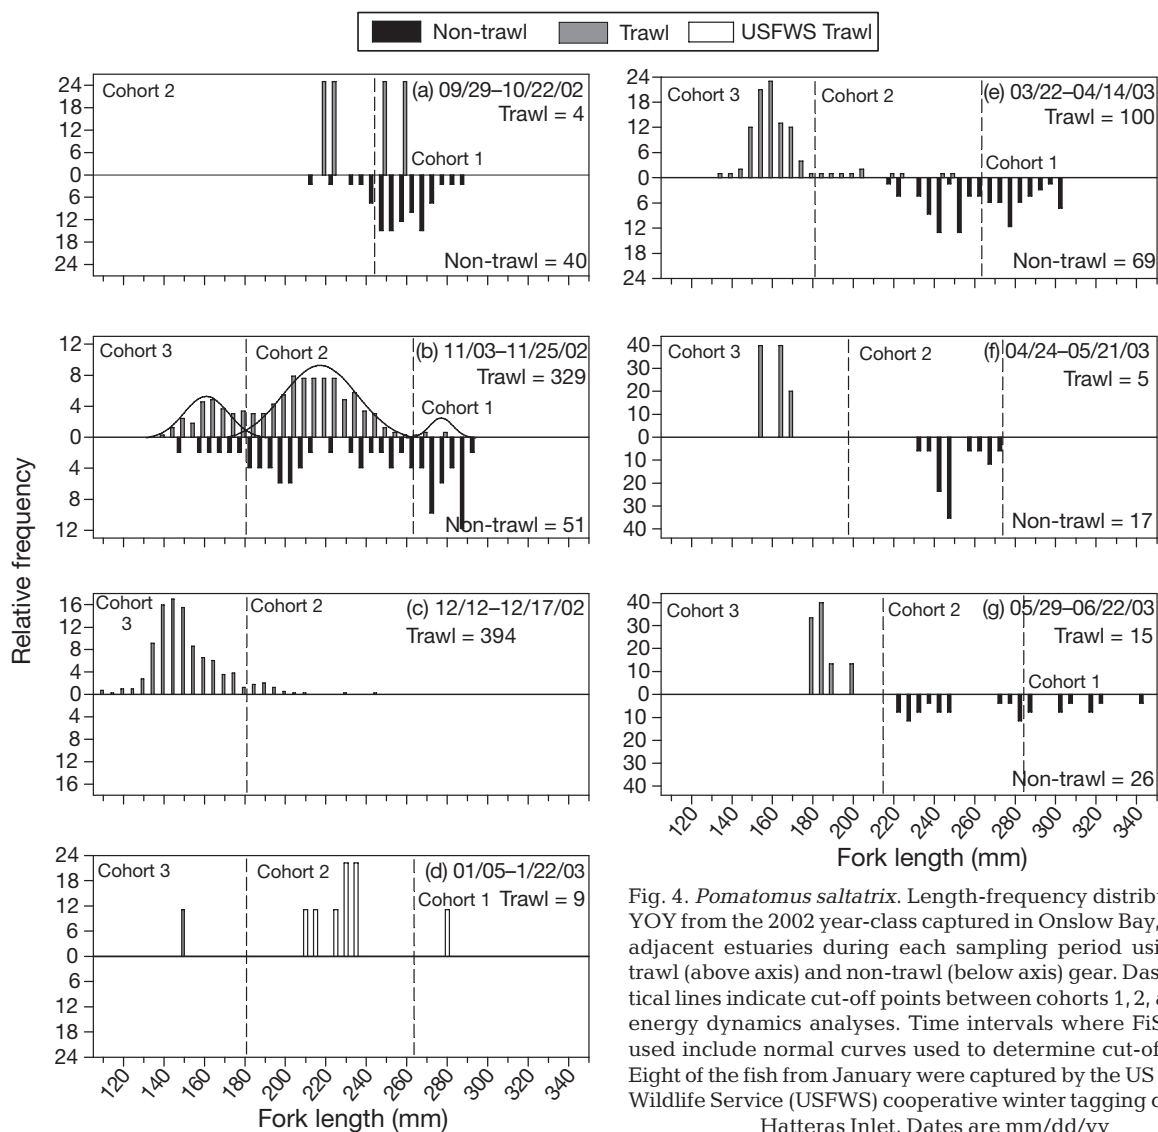 Non-trawl Trawl USFWS Trawl
Relative frequency
24
18
12
6
0
6
12
18
24
Cohort 2
(a) 09/29–10/22/02
Trawl = 4
Cohort 1
Non-trawl = 40
12
8
4
0
4
8
12
Cohort 3
Cohort 2
(b) 11/03–11/25/02
Trawl = 329
Cohort 1
Non-trawl = 51
16
12
8
4
0
4
8
12
16
Cohort
3
Cohort 2
(c) 12/12–12/17/02
Trawl = 394
24
18
12
6
0
6
12
18
24
Cohort 3
Cohort 2
(d) 01/05–1/22/03
Cohort 1 Trawl = 9
120 140 160 180 200 220 240 260 280 300 320 340
Fork length (mm)
24
18
12
6
0
6
12
18
24
Cohort 3
Cohort 2
(e) 03/22–04/14/03
Trawl = 100
Cohort 1
Non-trawl = 69
40
30
20
10
0
10
20
30
40
Cohort 3
Cohort 2
(f) 04/24–05/21/03
Trawl = 5
Non-trawl = 17
40
30
20
10
0
10
20
30
40
Cohort 3
Cohort 2
(g) 05/29–06/22/03
Trawl = 15
Cohort 1
Non-trawl = 26
120 140 160 180 200 220 240 260 280 300 320 340
Fork length (mm)
Fig. 4. Pomatomus saltatrix. Length-frequency distribu
YOY from the 2002 year-class captured in Onslow Bay,
adjacent estuaries during each sampling period usi
trawl (above axis) and non-trawl (below axis) gear. Das
tical lines indicate cut-off points between cohorts 1, 2, a
energy dynamics analyses. Time intervals where FiS
used include normal curves used to determine cut-of
Eight of the fish from January were captured by the US
Wildlife Service (USFWS) cooperative winter tagging c
Hatteras Inlet. Dates are mm/dd/yy